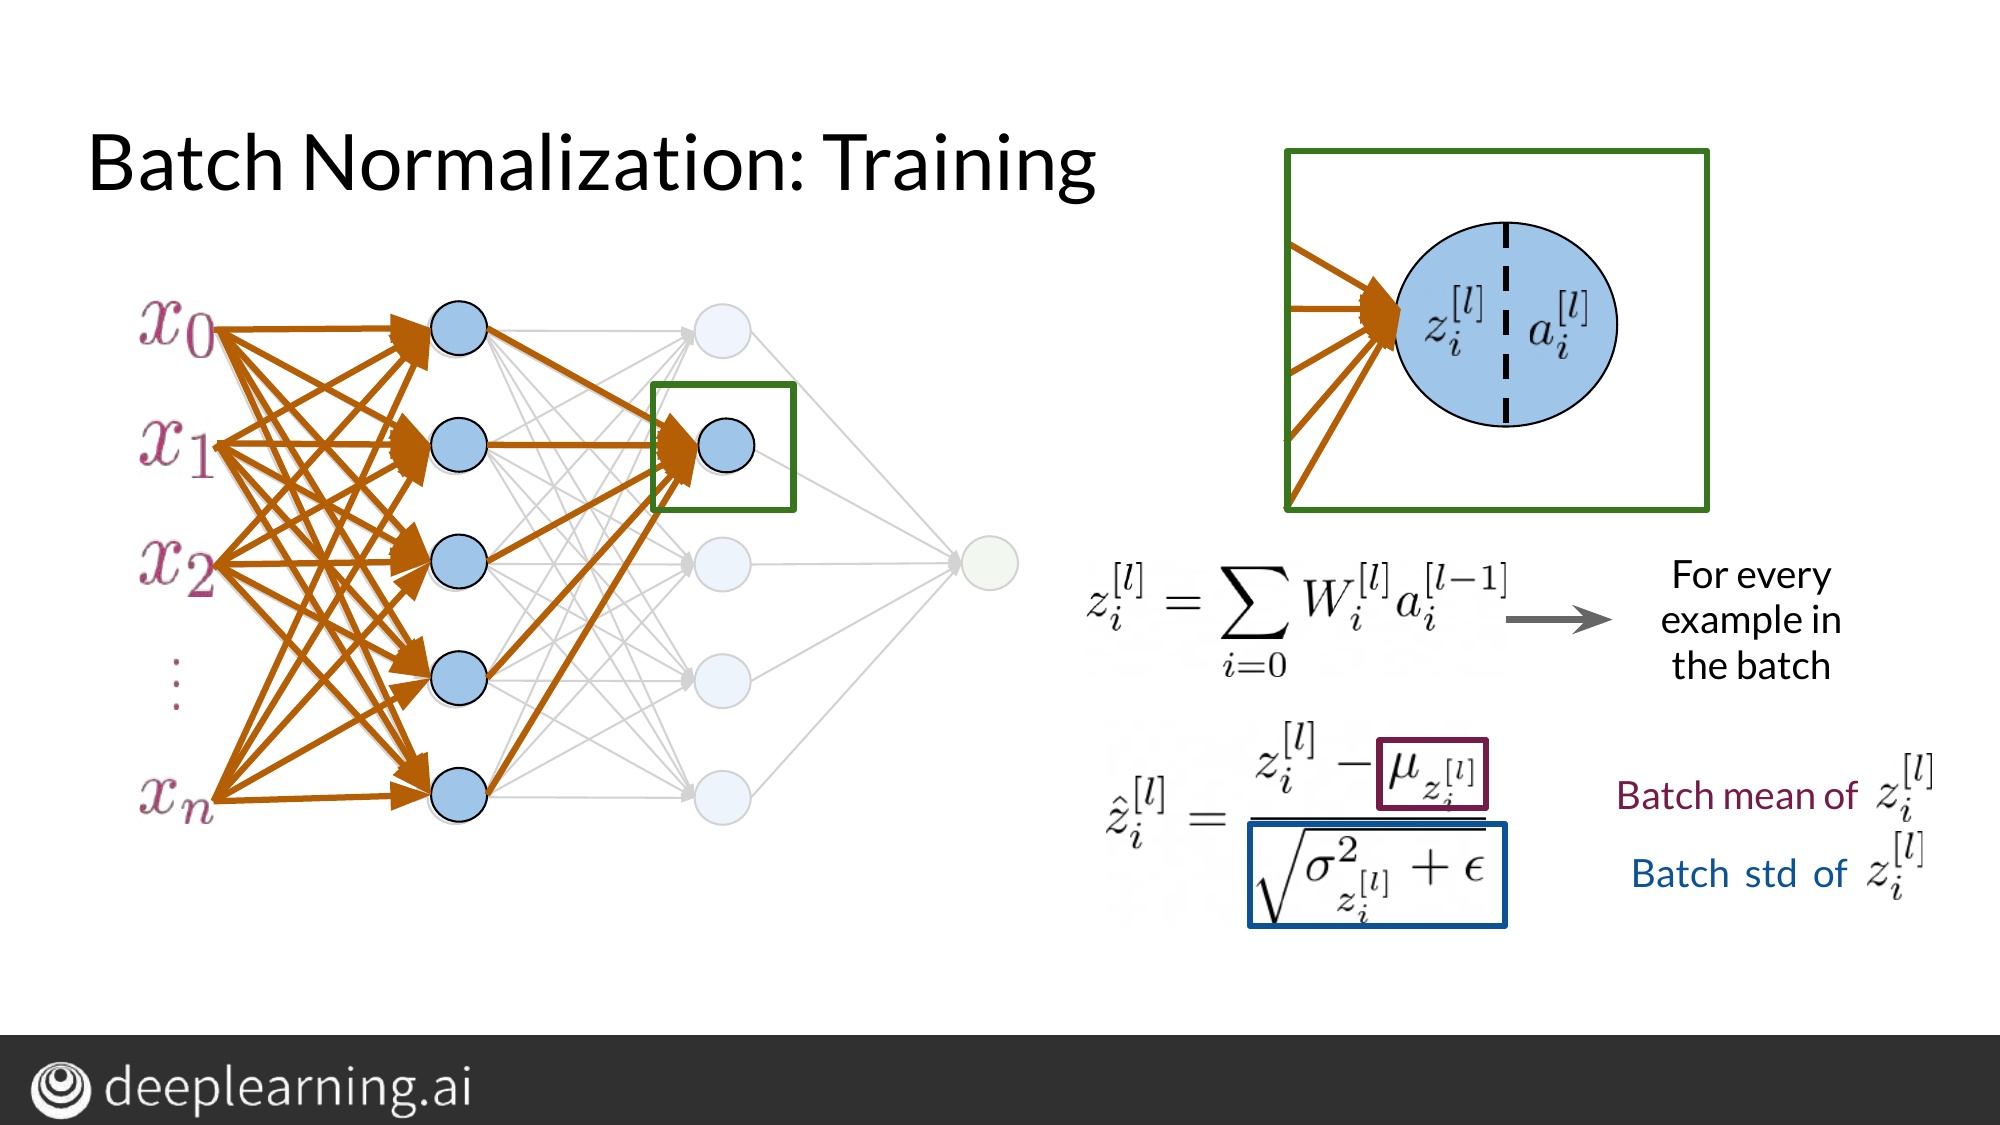 Batch Normalization: Training
x_0
x_1
x_2
⋮
x_n
z_i^{[l]} a_i^{[l]}
z_i^{[l]} = \sum_{i=0} W_i^{[l]} a_i^{[l-1]}
For every
example in
the batch
\hat{z}_i^{[l]} = \frac{z_i^{[l]} - \mu_{z_i^{[l]}}}{\sqrt{\sigma^2_{z_i^{[l]}} + \epsilon}}
Batch mean of z_i^{[l]}
Batch std of z_i^{[l]}
deeplearning.ai